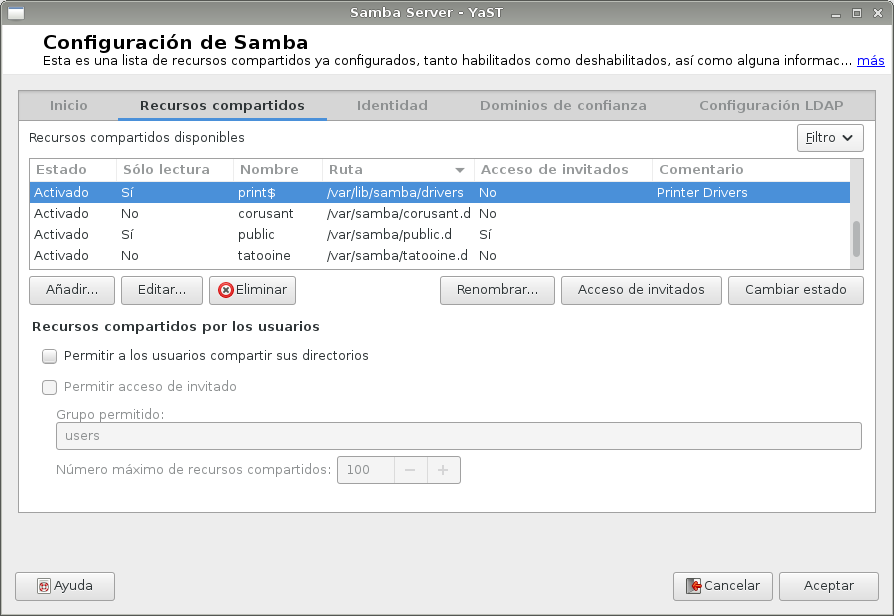 Samba Server - YaST
Configuración de Samba
Esta es una lista de recursos compartidos ya configurados, tanto habilitados como deshabilitados, así como alguna informac... más
Inicio Recursos compartidos Identidad Dominios de confianza Configuración LDAP
Recursos compartidos disponibles Filtro
Estado Sólo lectura Nombre Ruta Acceso de invitados Comentario
Activado Sí print$ /var/lib/samba/drivers No Printer Drivers
Activado No corusant /var/samba/corusant.d No
Activado Sí public /var/samba/public.d Sí
Activado No tatooine /var/samba/tatooine.d No
Añadir... Editar... Eliminar Renombrar... Acceso de invitados Cambiar estado
Recursos compartidos por los usuarios
Permitir a los usuarios compartir sus directorios
Permitir acceso de invitado
Grupo permitido:
users
Número máximo de recursos compartidos: 100
Ayuda Cancelar Aceptar